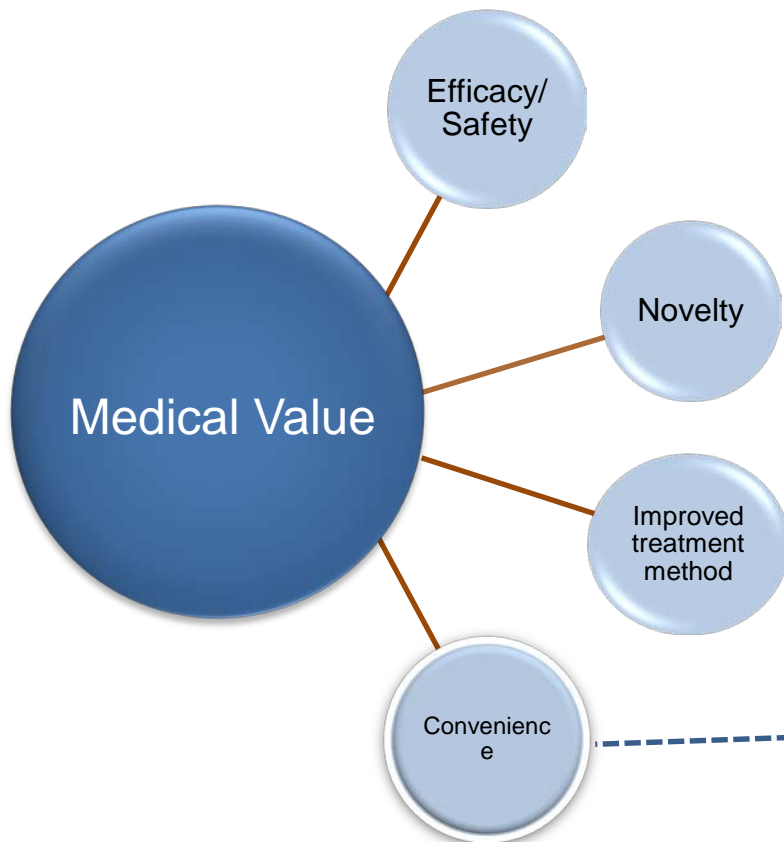 Efficacy/
Safety
Novelty
Medical Value
Improved
treatment
method
Convenienc
e